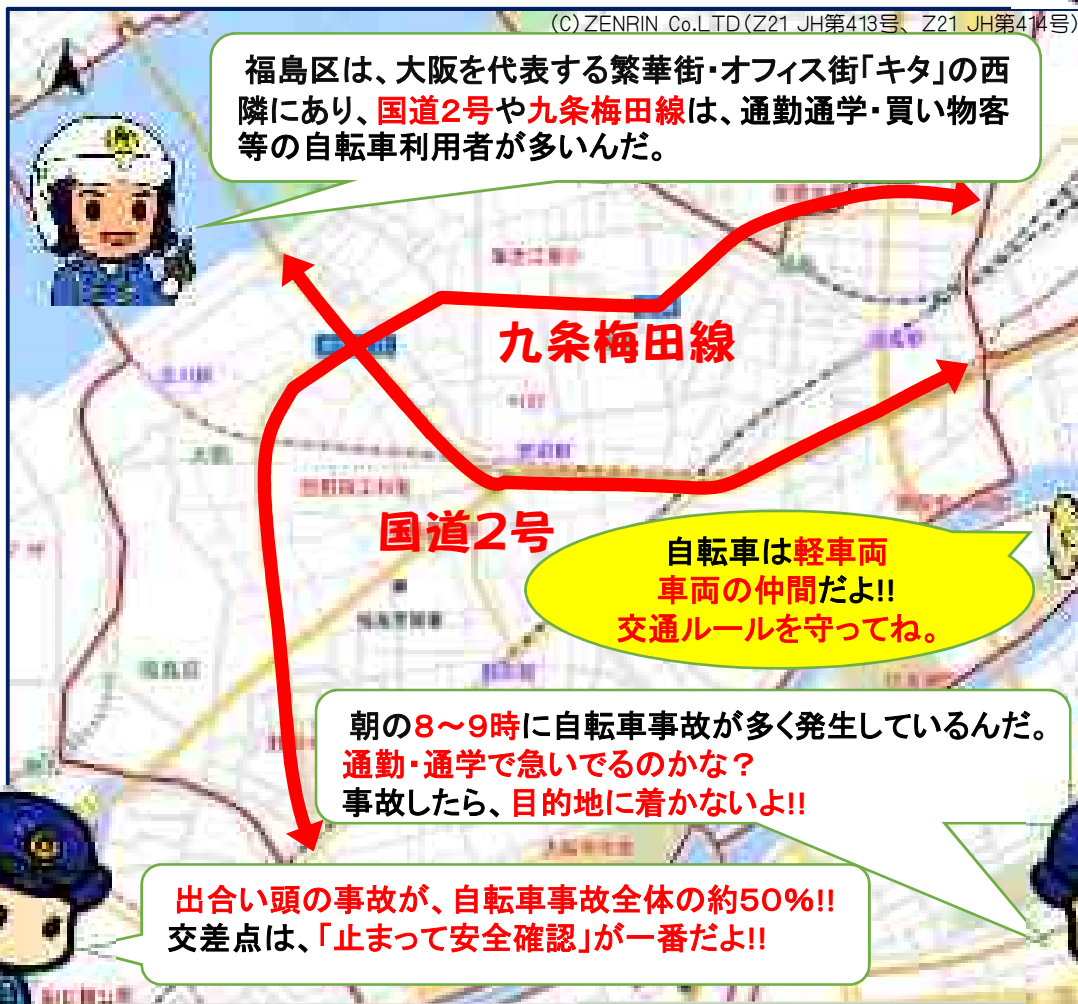 (C)ZENRIN Co.LTD(Z21 JH第413号、Z21 JH第414号)
福島区は、大阪を代表する繁華街・オフィス街「キタ」の西
隣にあり、国道2号や九条梅田線は、通勤通学・買い物客
等の自転車利用者が多いんだ。
九条梅田線
国道2号
自転車は軽車両
車両の仲間だよ!!
交通ルールを守ってね。
朝の8~9時に自転車事故が多く発生しているんだ。
通勤・通学で急いでるのかな?
事故したら、目的地に着かないよ!!
出合い頭の事故が、自転車事故全体の約50%!!
交差点は、「止まって安全確認」が一番だよ!!